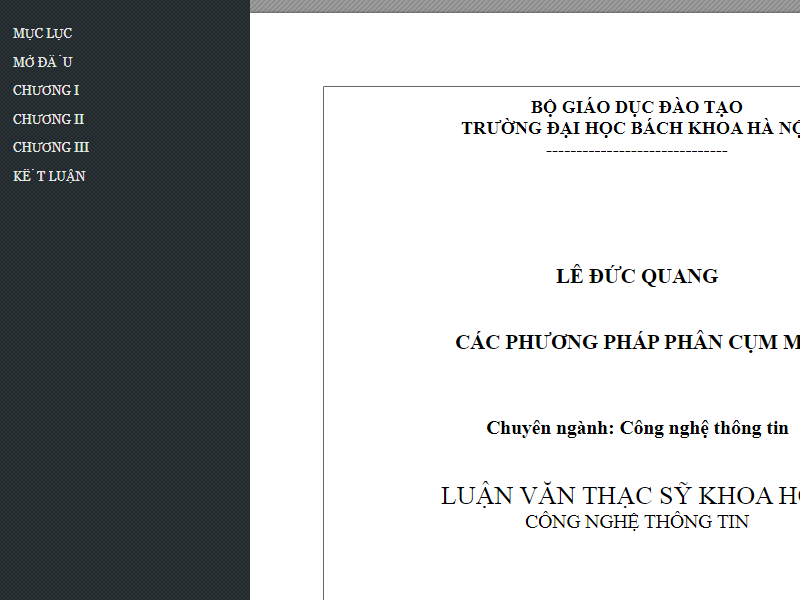 MỤC LỤC
MỞ ĐẦU
CHƯƠNG I
CHƯƠNG II
CHƯƠNG III
KẾT LUẬN
BỘ GIÁO DỤC ĐÀO TẠO
TRƯỜNG ĐẠI HỌC BÁCH KHOA HÀ NỘ
------------------------------
LÊ ĐỨC QUANG
CÁC PHƯƠNG PHÁP PHÂN CỤM M
Chuyên ngành: Công nghệ thông tin
LUẬN VĂN THẠC SỸ KHOA HỌ
CÔNG NGHỆ THÔNG TIN